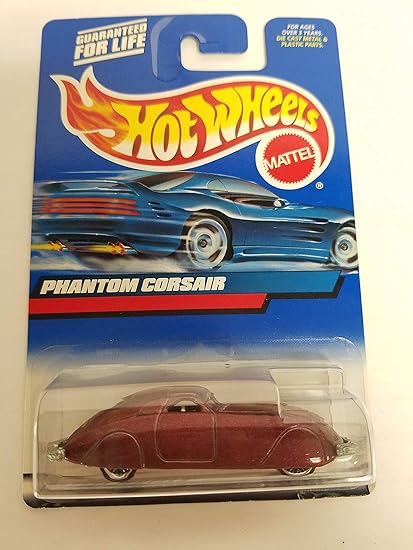 GUARANTEED
FOR LIFE
FOR AGES
OVER 3 YEARS.
DIE CAST METAL &
PLASTIC PARTS.
HOT WHEELS
MATTEL
®
PHANTOM CORSAIR